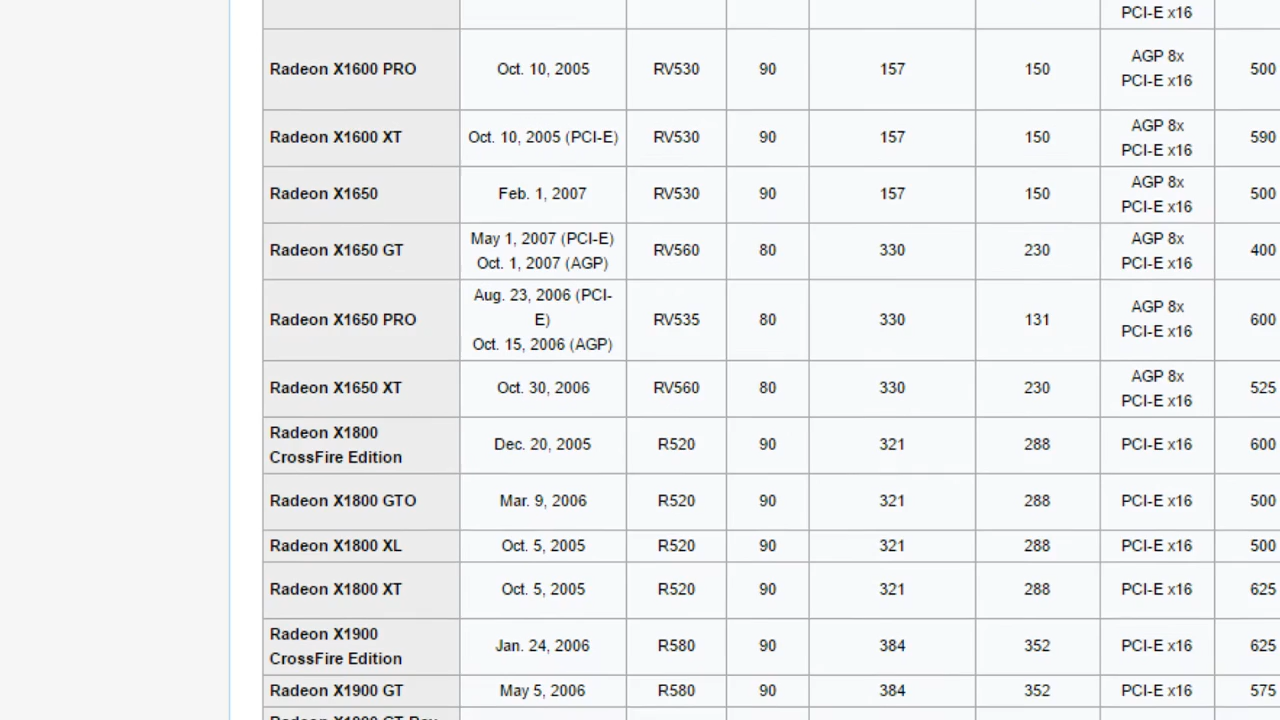 PCI-E x16
Radeon X1600 PRO Oct. 10, 2005 RV530 90 157 150 AGP 8x PCI-E x16 500
Radeon X1600 XT Oct. 10, 2005 (PCI-E) RV530 90 157 150 AGP 8x PCI-E x16 590
Radeon X1650 Feb. 1, 2007 RV530 90 157 150 AGP 8x PCI-E x16 500
Radeon X1650 GT May 1, 2007 (PCI-E) Oct. 1, 2007 (AGP) RV560 80 330 230 AGP 8x PCI-E x16 400
Radeon X1650 PRO Aug. 23, 2006 (PCI-E) Oct. 15, 2006 (AGP) RV535 80 330 131 AGP 8x PCI-E x16 600
Radeon X1650 XT Oct. 30, 2006 RV560 80 330 230 AGP 8x PCI-E x16 525
Radeon X1800 CrossFire Edition Dec. 20, 2005 R520 90 321 288 PCI-E x16 600
Radeon X1800 GTO Mar. 9, 2006 R520 90 321 288 PCI-E x16 500
Radeon X1800 XL Oct. 5, 2005 R520 90 321 288 PCI-E x16 500
Radeon X1800 XT Oct. 5, 2005 R520 90 321 288 PCI-E x16 625
Radeon X1900 CrossFire Edition Jan. 24, 2006 R580 90 384 352 PCI-E x16 625
Radeon X1900 GT May 5, 2006 R580 90 384 352 PCI-E x16 575